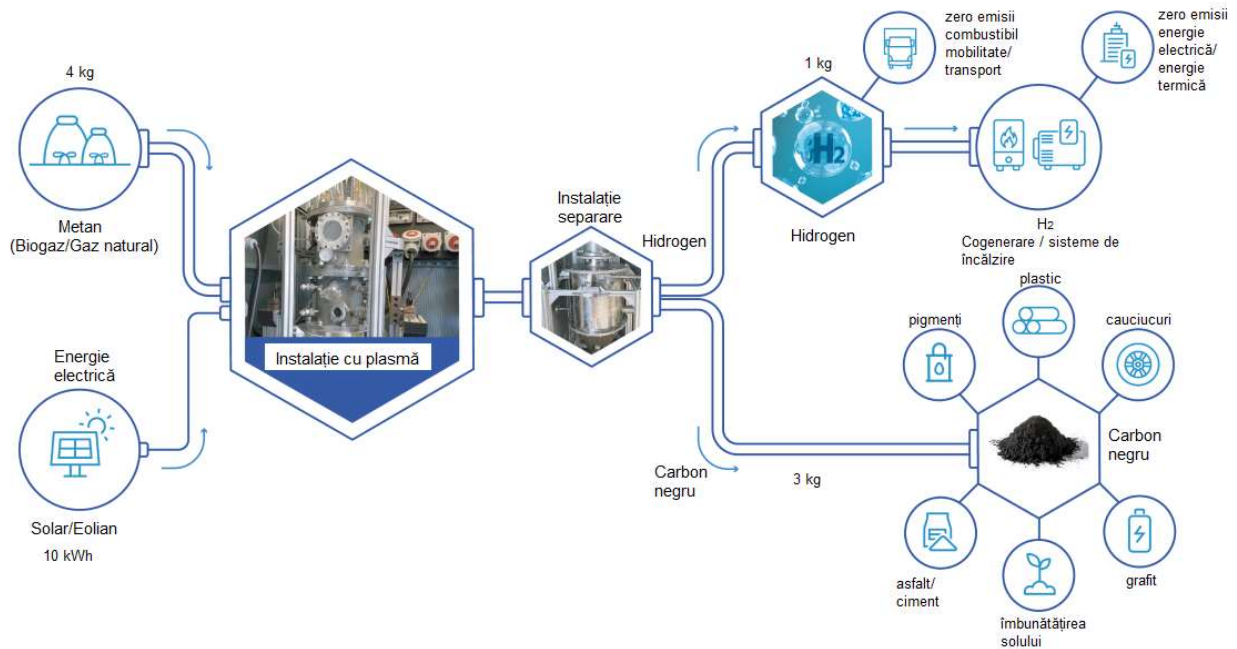 4 kg
Metan
(Biogaz/Gaz natural)
Energie
electrică
Solar/Eolian
10 kWh
Instalație cu plasmă
Instalație
separare
Hidrogen
1 kg
H2
Hidrogen
zero emisii
combustibil
mobilitate/
transport
zero emisii
energie
electrică/
energie
termică
H2
Cogenerare / sisteme de
încălzire
Carbon
negru
3 kg
plastic
pigmenți
cauciucuri
Carbon
negru
asfalt/
ciment
îmbunătățirea
solului
grafit